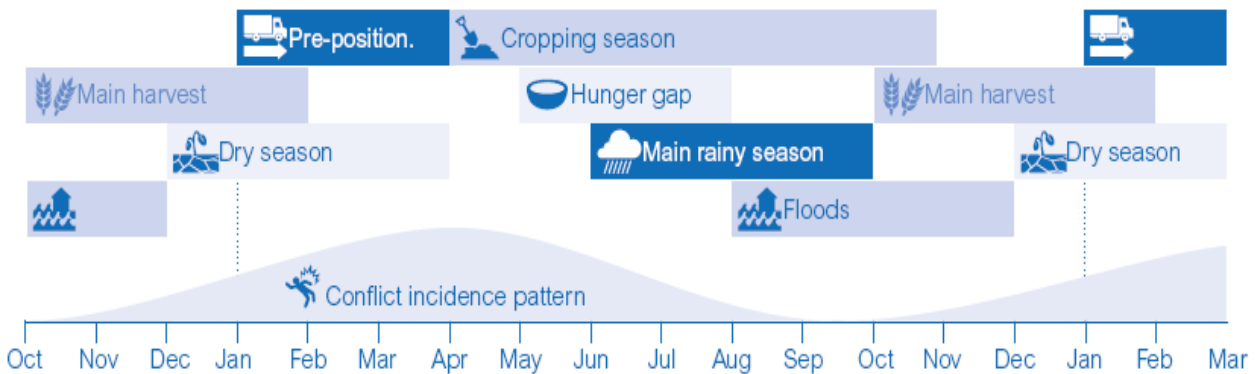 Pre-position.
Cropping season
Main harvest
Hunger gap
Main harvest
Dry season
Main rainy season
Dry season
Floods
Conflict incidence pattern
Oct Nov Dec Jan Feb Mar Apr May Jun Jul Aug Sep Oct Nov Dec Jan Feb Mar